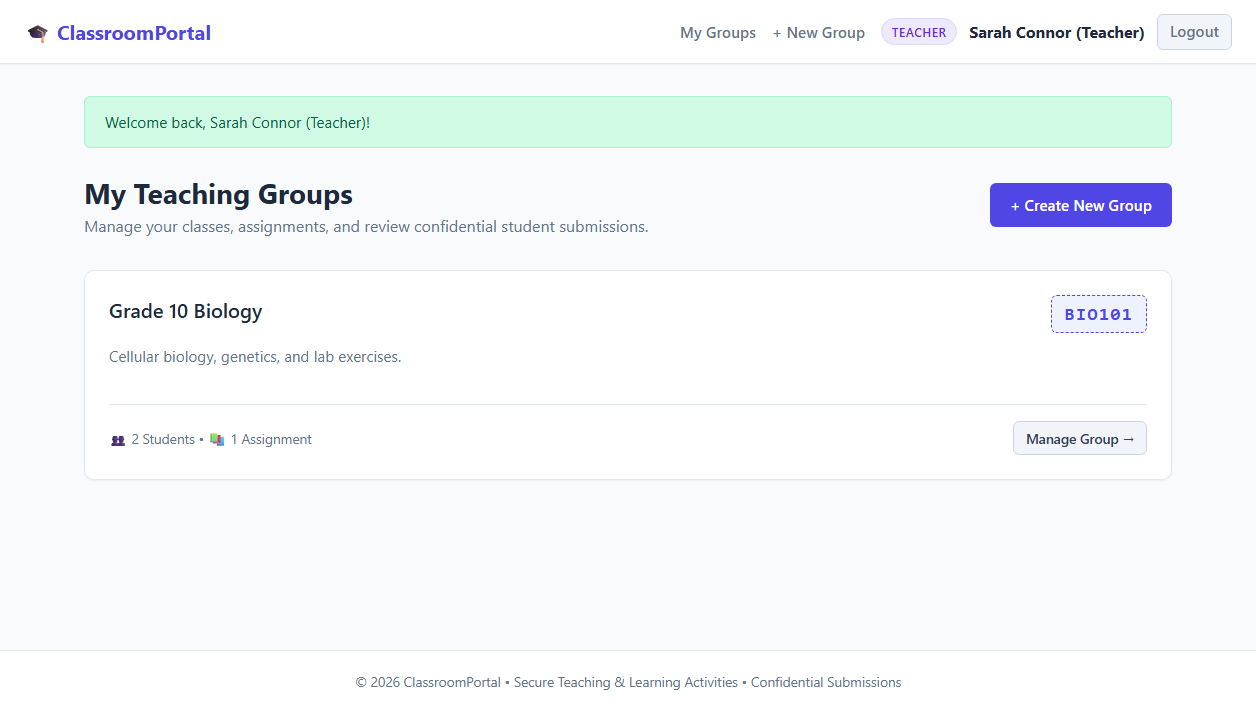 ClassroomPortal
My Groups
+ New Group
TEACHER
Sarah Connor (Teacher)
Logout
Welcome back, Sarah Connor (Teacher)!
My Teaching Groups
Manage your classes, assignments, and review confidential student submissions.
+ Create New Group
Grade 10 Biology
BIO101
Cellular biology, genetics, and lab exercises.
2 Students • 1 Assignment
Manage Group →
© 2026 ClassroomPortal • Secure Teaching & Learning Activities • Confidential Submissions